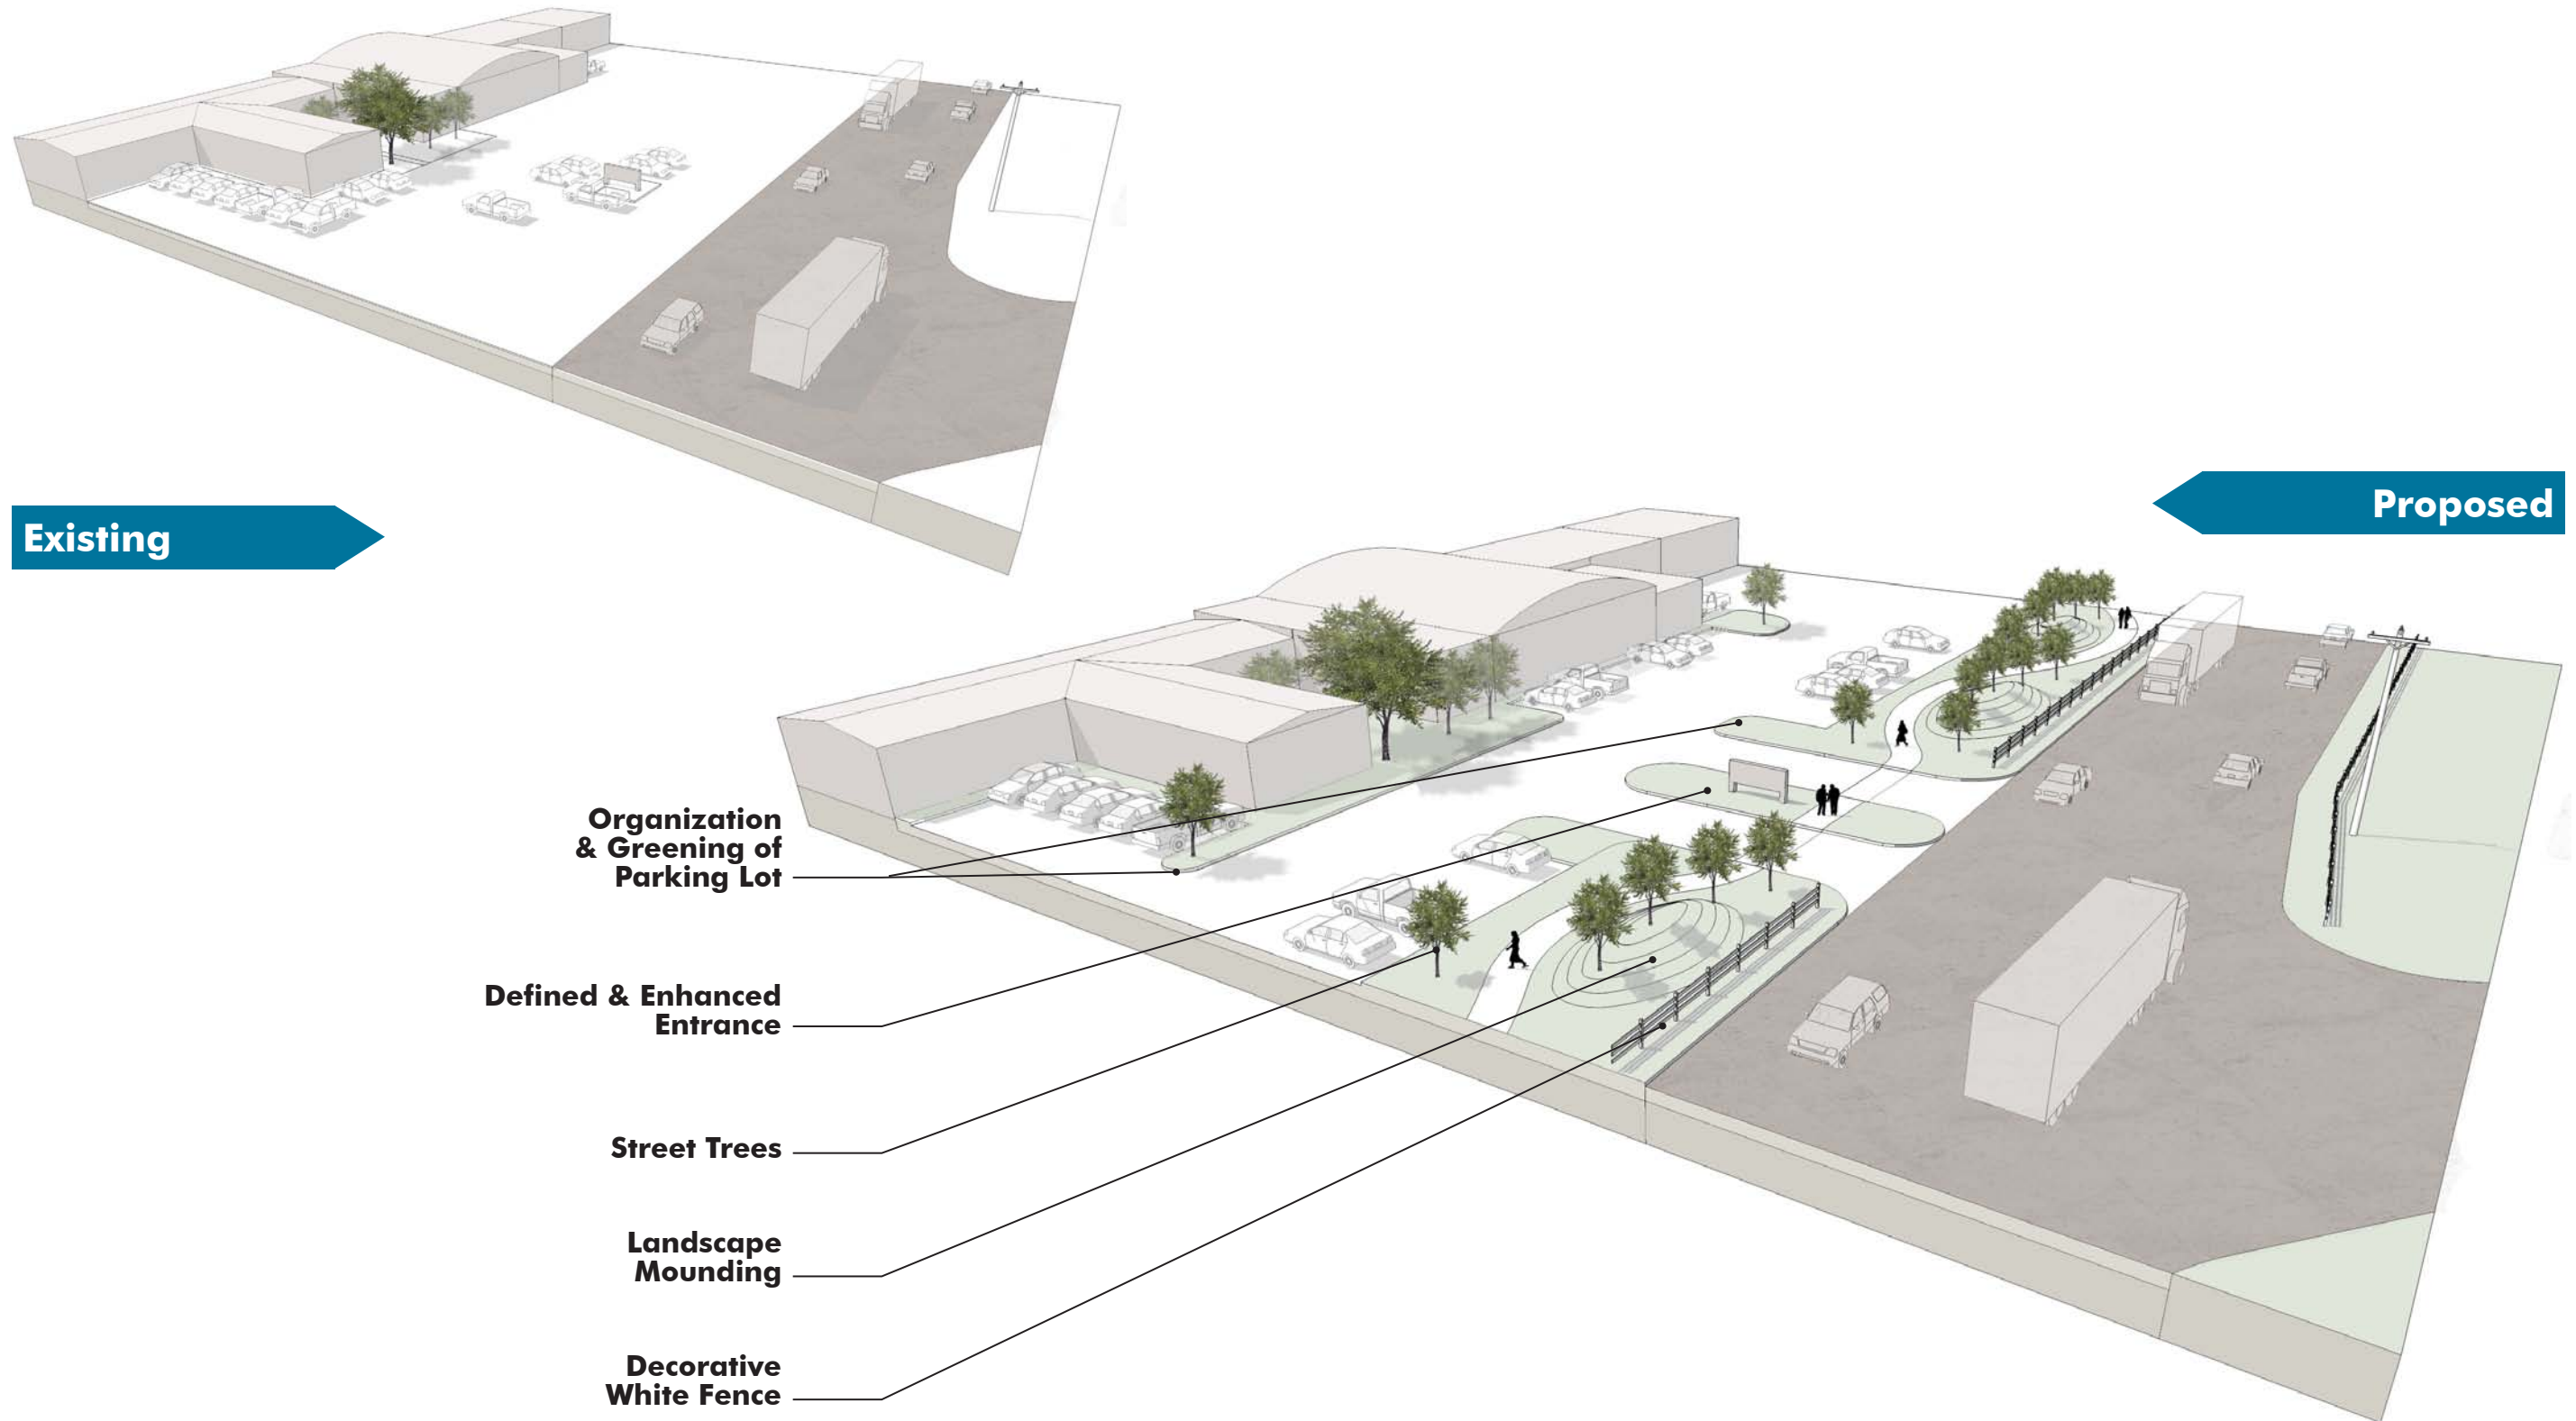 Existing
Proposed
Organization
& Greening of
Parking Lot
Defined & Enhanced
Entrance
Street Trees
Landscape
Mounding
Decorative
White Fence